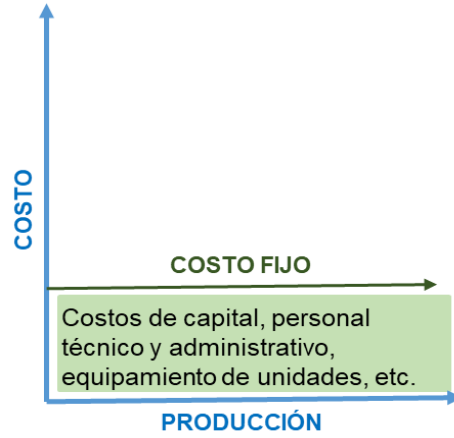 COSTO
COSTO FIJO
Costos de capital, personal
técnico y administrativo,
equipamiento de unidades, etc.
PRODUCCIÓN